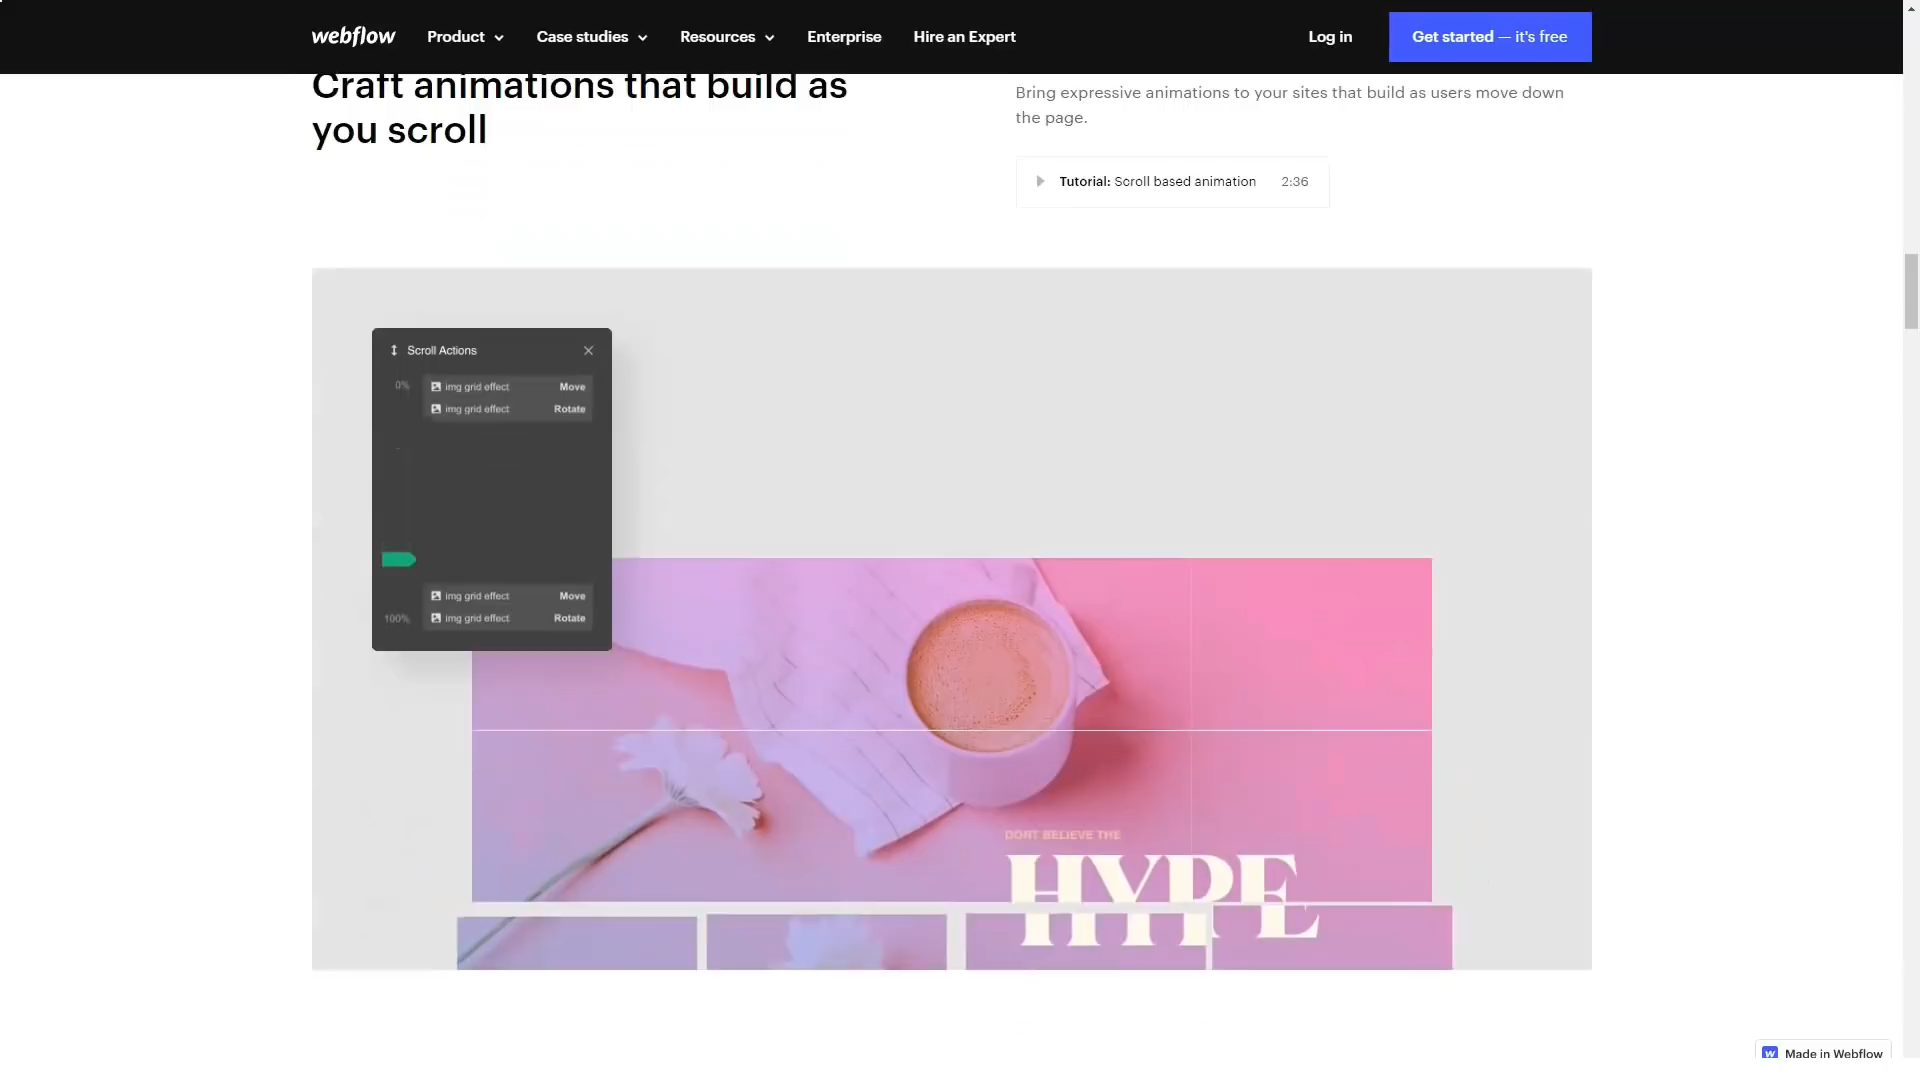 webflow Product Case studies Resources Enterprise Hire an Expert Log in Get started — it's free
Craft animations that build as
you scroll
Bring expressive animations to your sites that build as users move down
the page.
Tutorial: Scroll based animation 2:36
Scroll Actions
0% img grid effect Move
img grid effect Rotate
img grid effect Move
100% img grid effect Rotate
DONT BELIEVE THE
HYPE
Made in Webflow